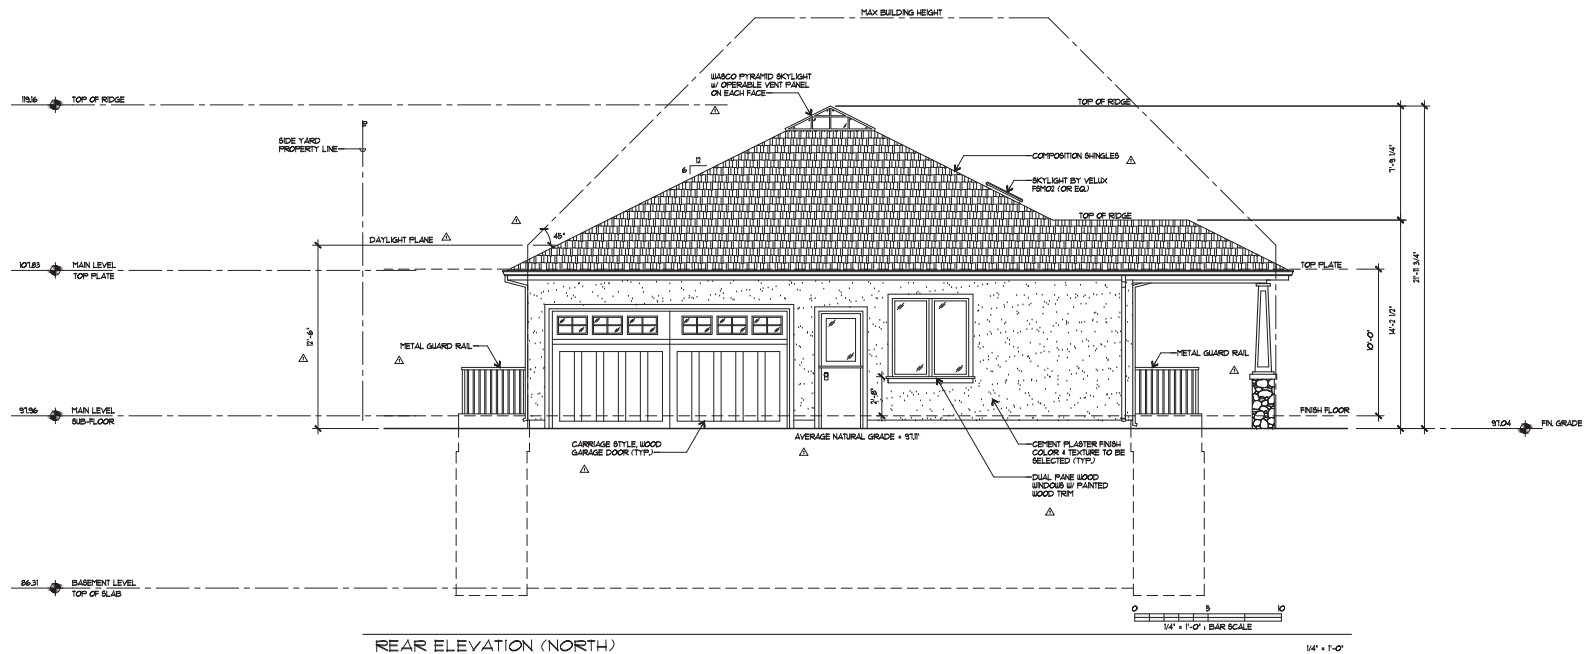 MAX BUILDING HEIGHT
WASCO PYRAMID SKYLIGHT
W/ OPERABLE VENT PANEL
ON EACH FACE
119.16 TOP OF RIDGE
TOP OF RIDGE
SIDE YARD
PROPERTY LINE
12
6
COMPOSITION SHINGLES
SKYLIGHT BY VELUX
FSM02 (OR EQ.)
TOP OF RIDGE
45°
DAYLIGHT PLANE
107.83 MAIN LEVEL
TOP PLATE
TOP PLATE
12'-6"
METAL GUARD RAIL
METAL GUARD RAIL
2'-8"
10'-0"
14'-2 1/2"
21'-11 3/4"
97.96 MAIN LEVEL
SUB-FLOOR
FINISH FLOOR
97.04 FIN. GRADE
AVERAGE NATURAL GRADE = 97.11'
CARRIAGE STYLE, WOOD
GARAGE DOOR (TYP.)
CEMENT PLASTER FINISH
COLOR & TEXTURE TO BE
SELECTED (TYP.)
DUAL PANE WOOD
WINDOWS W/ PAINTED
WOOD TRIM
86.31 BASEMENT LEVEL
TOP OF SLAB
0 5 10
1/4" = 1'-0" : BAR SCALE
REAR ELEVATION (NORTH)
1/4" = 1'-0"